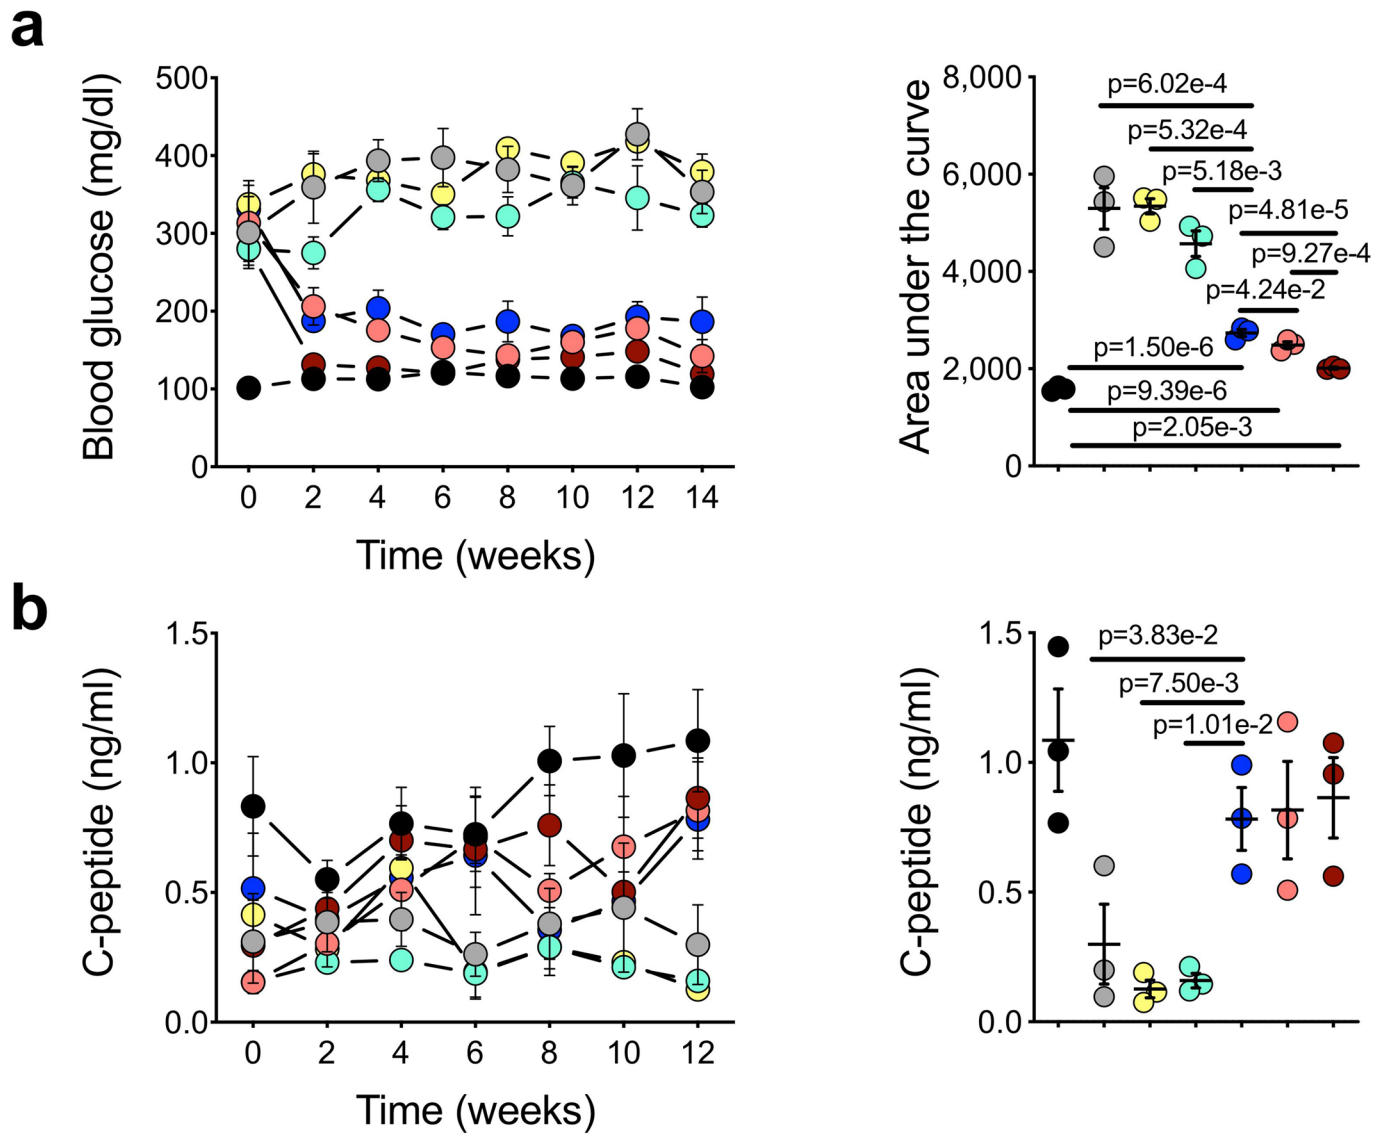 a
Blood glucose (mg/dl)
500
400
300
200
100
0
0 2 4 6 8 10 12 14
Time (weeks)
Area under the curve
8,000
6,000
4,000
2,000
0
p=6.02e-4
p=5.32e-4
p=5.18e-3
p=4.81e-5
p=9.27e-4
p=4.24e-2
p=1.50e-6
p=9.39e-6
p=2.05e-3
b
C-peptide (ng/ml)
1.5
1.0
0.5
0.0
0 2 4 6 8 10 12
Time (weeks)
C-peptide (ng/ml)
1.5
1.0
0.5
0.0
p=3.83e-2
p=7.50e-3
p=1.01e-2